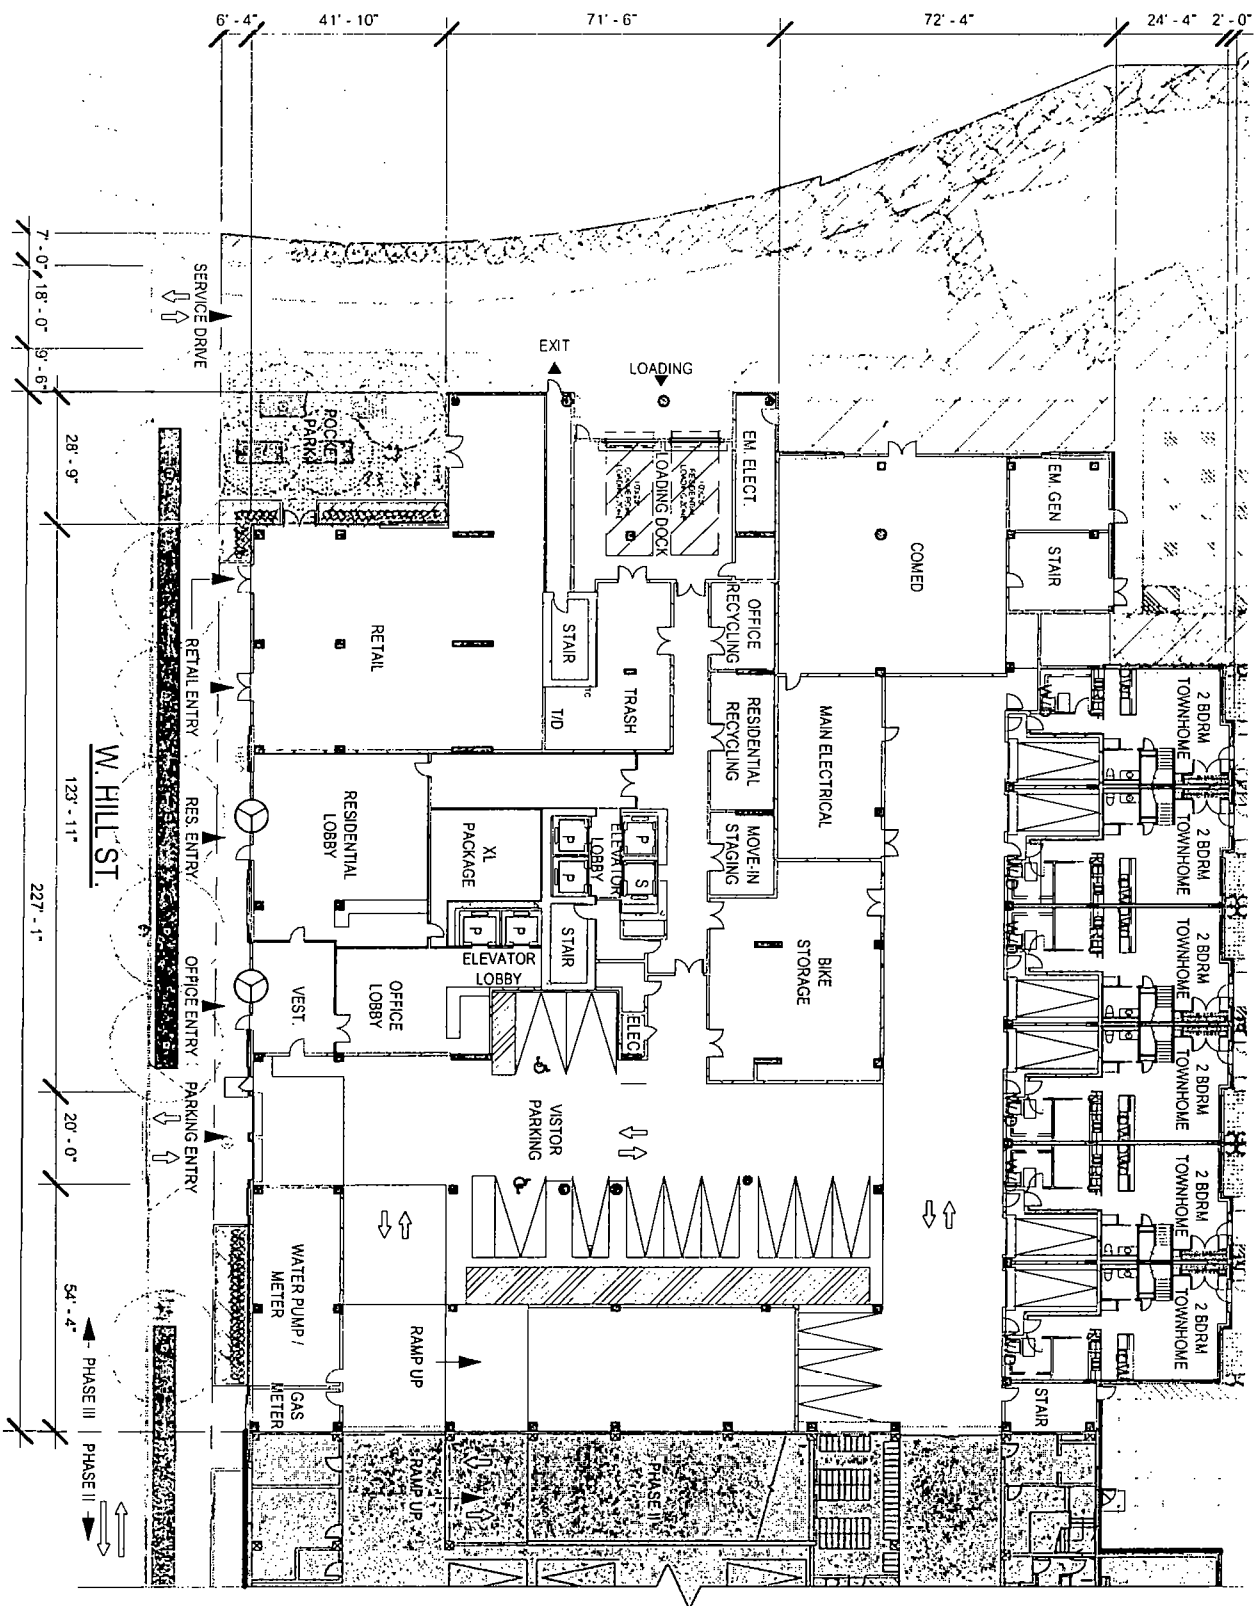 6' - 4"
41' - 10"
71' - 6"
72' - 4"
24' - 4"
2' - 0"
7' - 0"
18' - 0"
9' - 6"
28' - 9"
123' - 11"
20' - 0"
54' - 4"
227' - 1"
SERVICE DRIVE
EXIT
LOADING
POCKET
PARK
EM. ELECT.
LOADING DOCK
EM GEN
STAIR
COMED
RETAIL
STAIR
TC
T/D
TRASH
OFFICE
RECYCLING
RESIDENTIAL
RECYCLING
MOVE-IN
STAGING
MAIN ELECTRICAL
RETAIL ENTRY
W. HILL ST.
RES. ENTRY
RESIDENTIAL
LOBBY
XL
PACKAGE
P
P
P
S
ELEVATOR
LOBBY
P
P
ELEVATOR
LOBBY
STAIR
BIKE
STORAGE
OFFICE ENTRY
VEST.
OFFICE
LOBBY
ELEC
PARKING ENTRY
VISTOR
PARKING
2 BDRM
TOWNHOME
2 BDRM
TOWNHOME
2 BDRM
TOWNHOME
2 BDRM
TOWNHOME
2 BDRM
TOWNHOME
2 BDRM
TOWNHOME
WATER PUMP /
METER
GAS
METER
RAMP UP
STAIR
RAMP UP
PHASE II
PHASE III
PHASE II